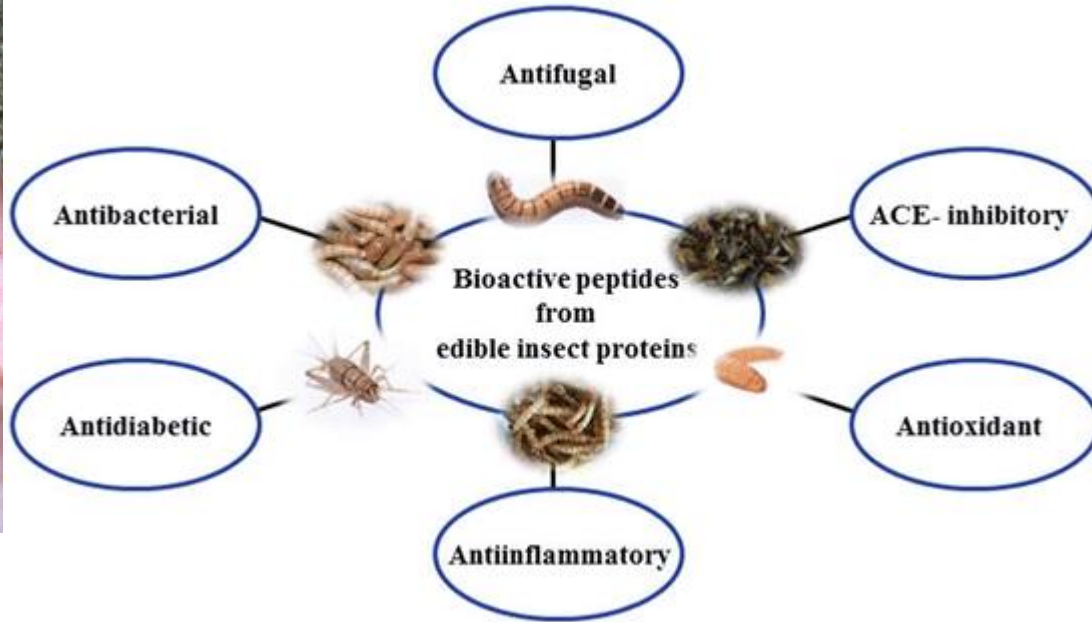 Antifugal
Antibacterial
ACE- inhibitory
Bioactive peptides
from
edible insect proteins
Antidiabetic
Antioxidant
Antiinflammatory